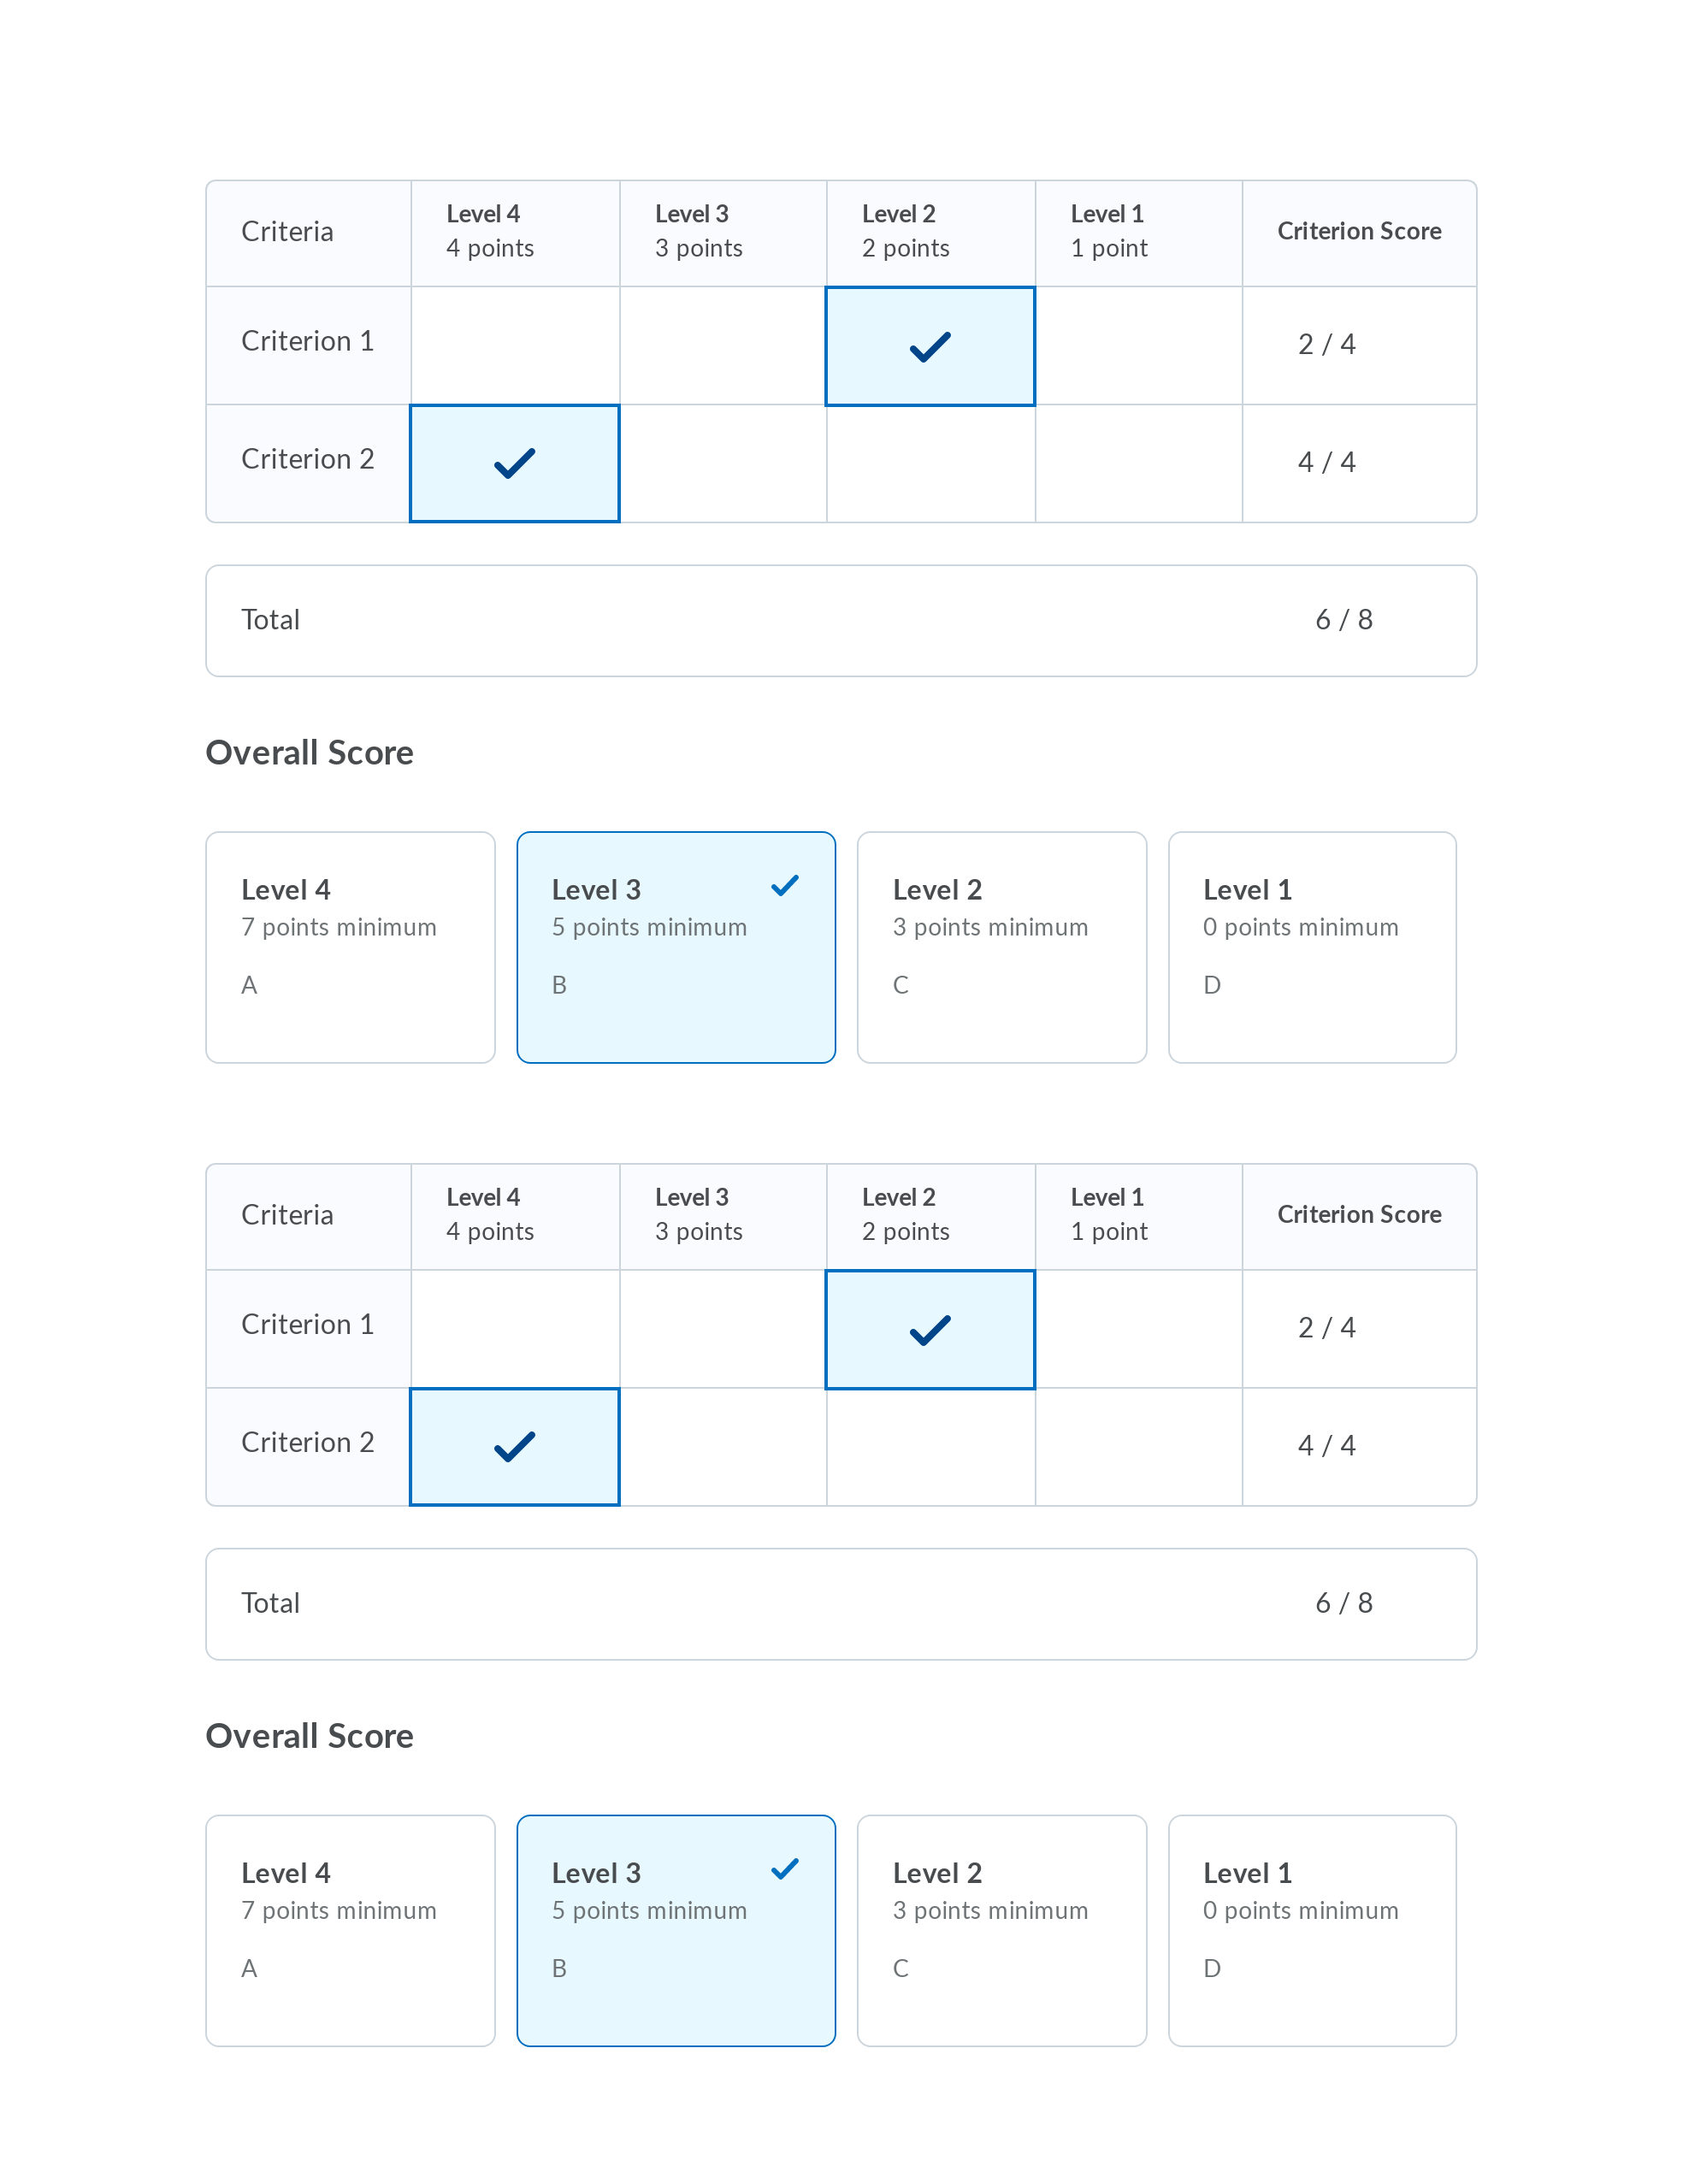 Criteria
Level 4
4 points
Level 3
3 points
Level 2
2 points
Level 1
1 point
Criterion Score
Criterion 1
2 / 4
Criterion 2
4 / 4
Total
6 / 8
Overall Score
Level 4
7 points minimum
A
Level 3
5 points minimum
B
Level 2
3 points minimum
C
Level 1
0 points minimum
D
Criteria
Level 4
4 points
Level 3
3 points
Level 2
2 points
Level 1
1 point
Criterion Score
Criterion 1
2 / 4
Criterion 2
4 / 4
Total
6 / 8
Overall Score
Level 4
7 points minimum
A
Level 3
5 points minimum
B
Level 2
3 points minimum
C
Level 1
0 points minimum
D